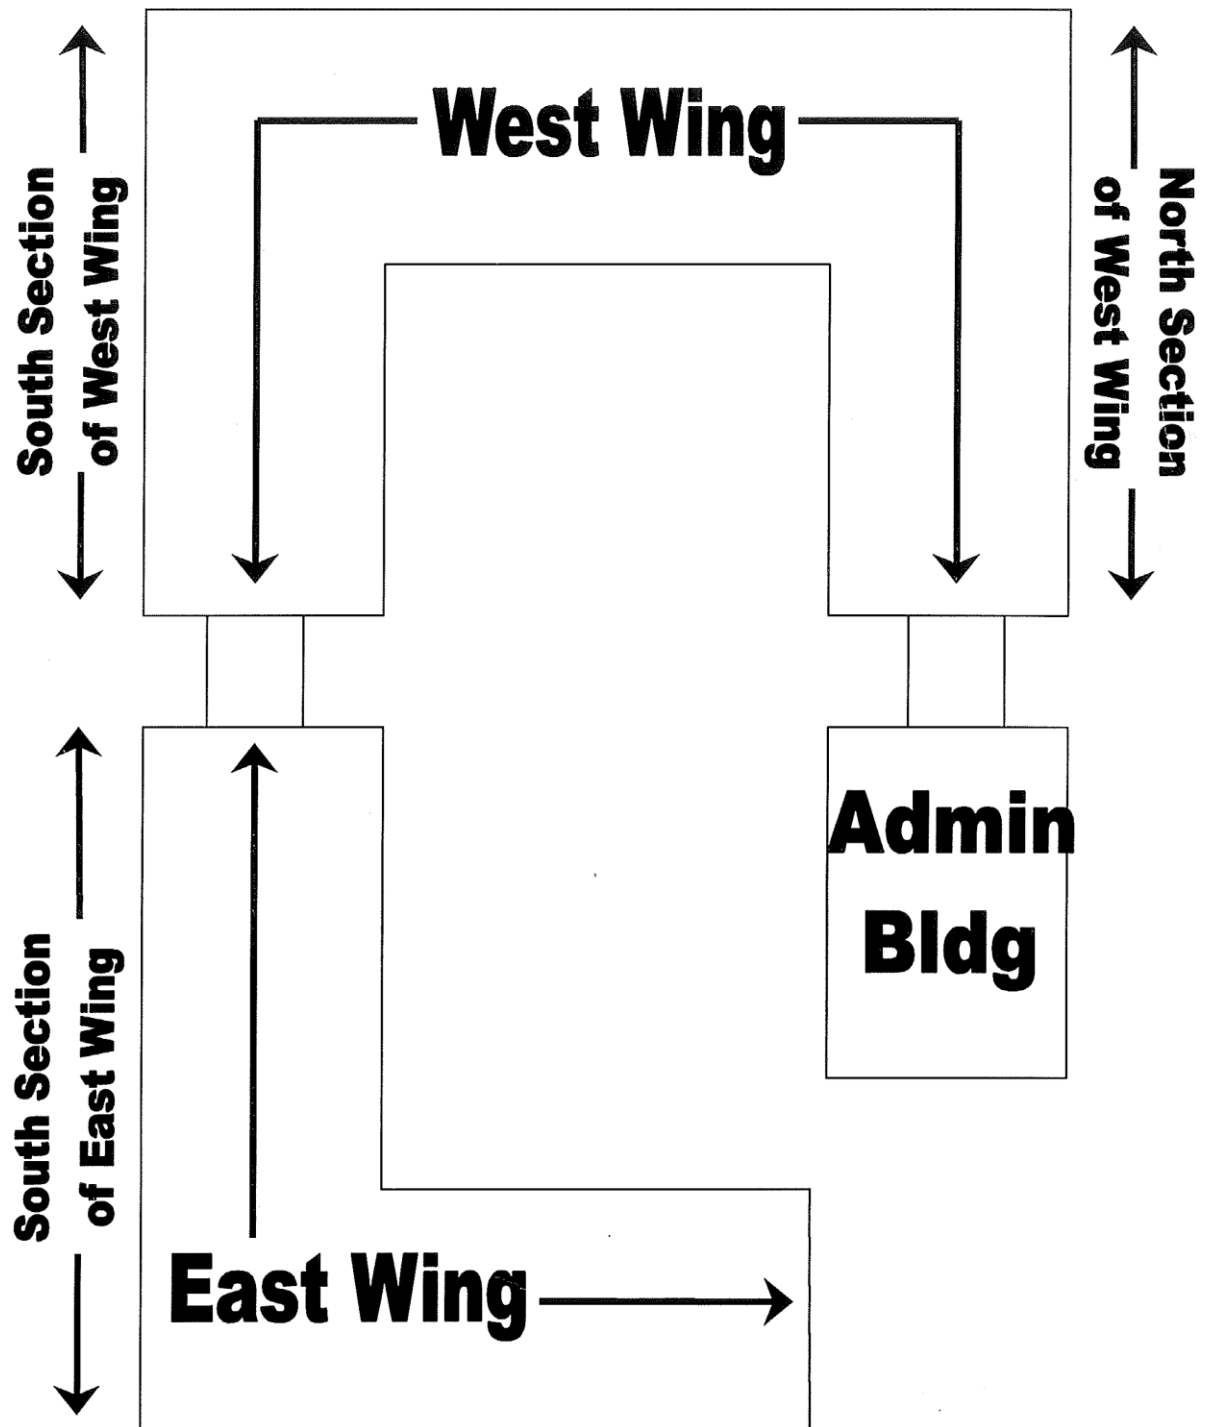 West Wing
South Section
of West Wing
North Section
of West Wing
Admin
Bldg
South Section
of East Wing
East Wing